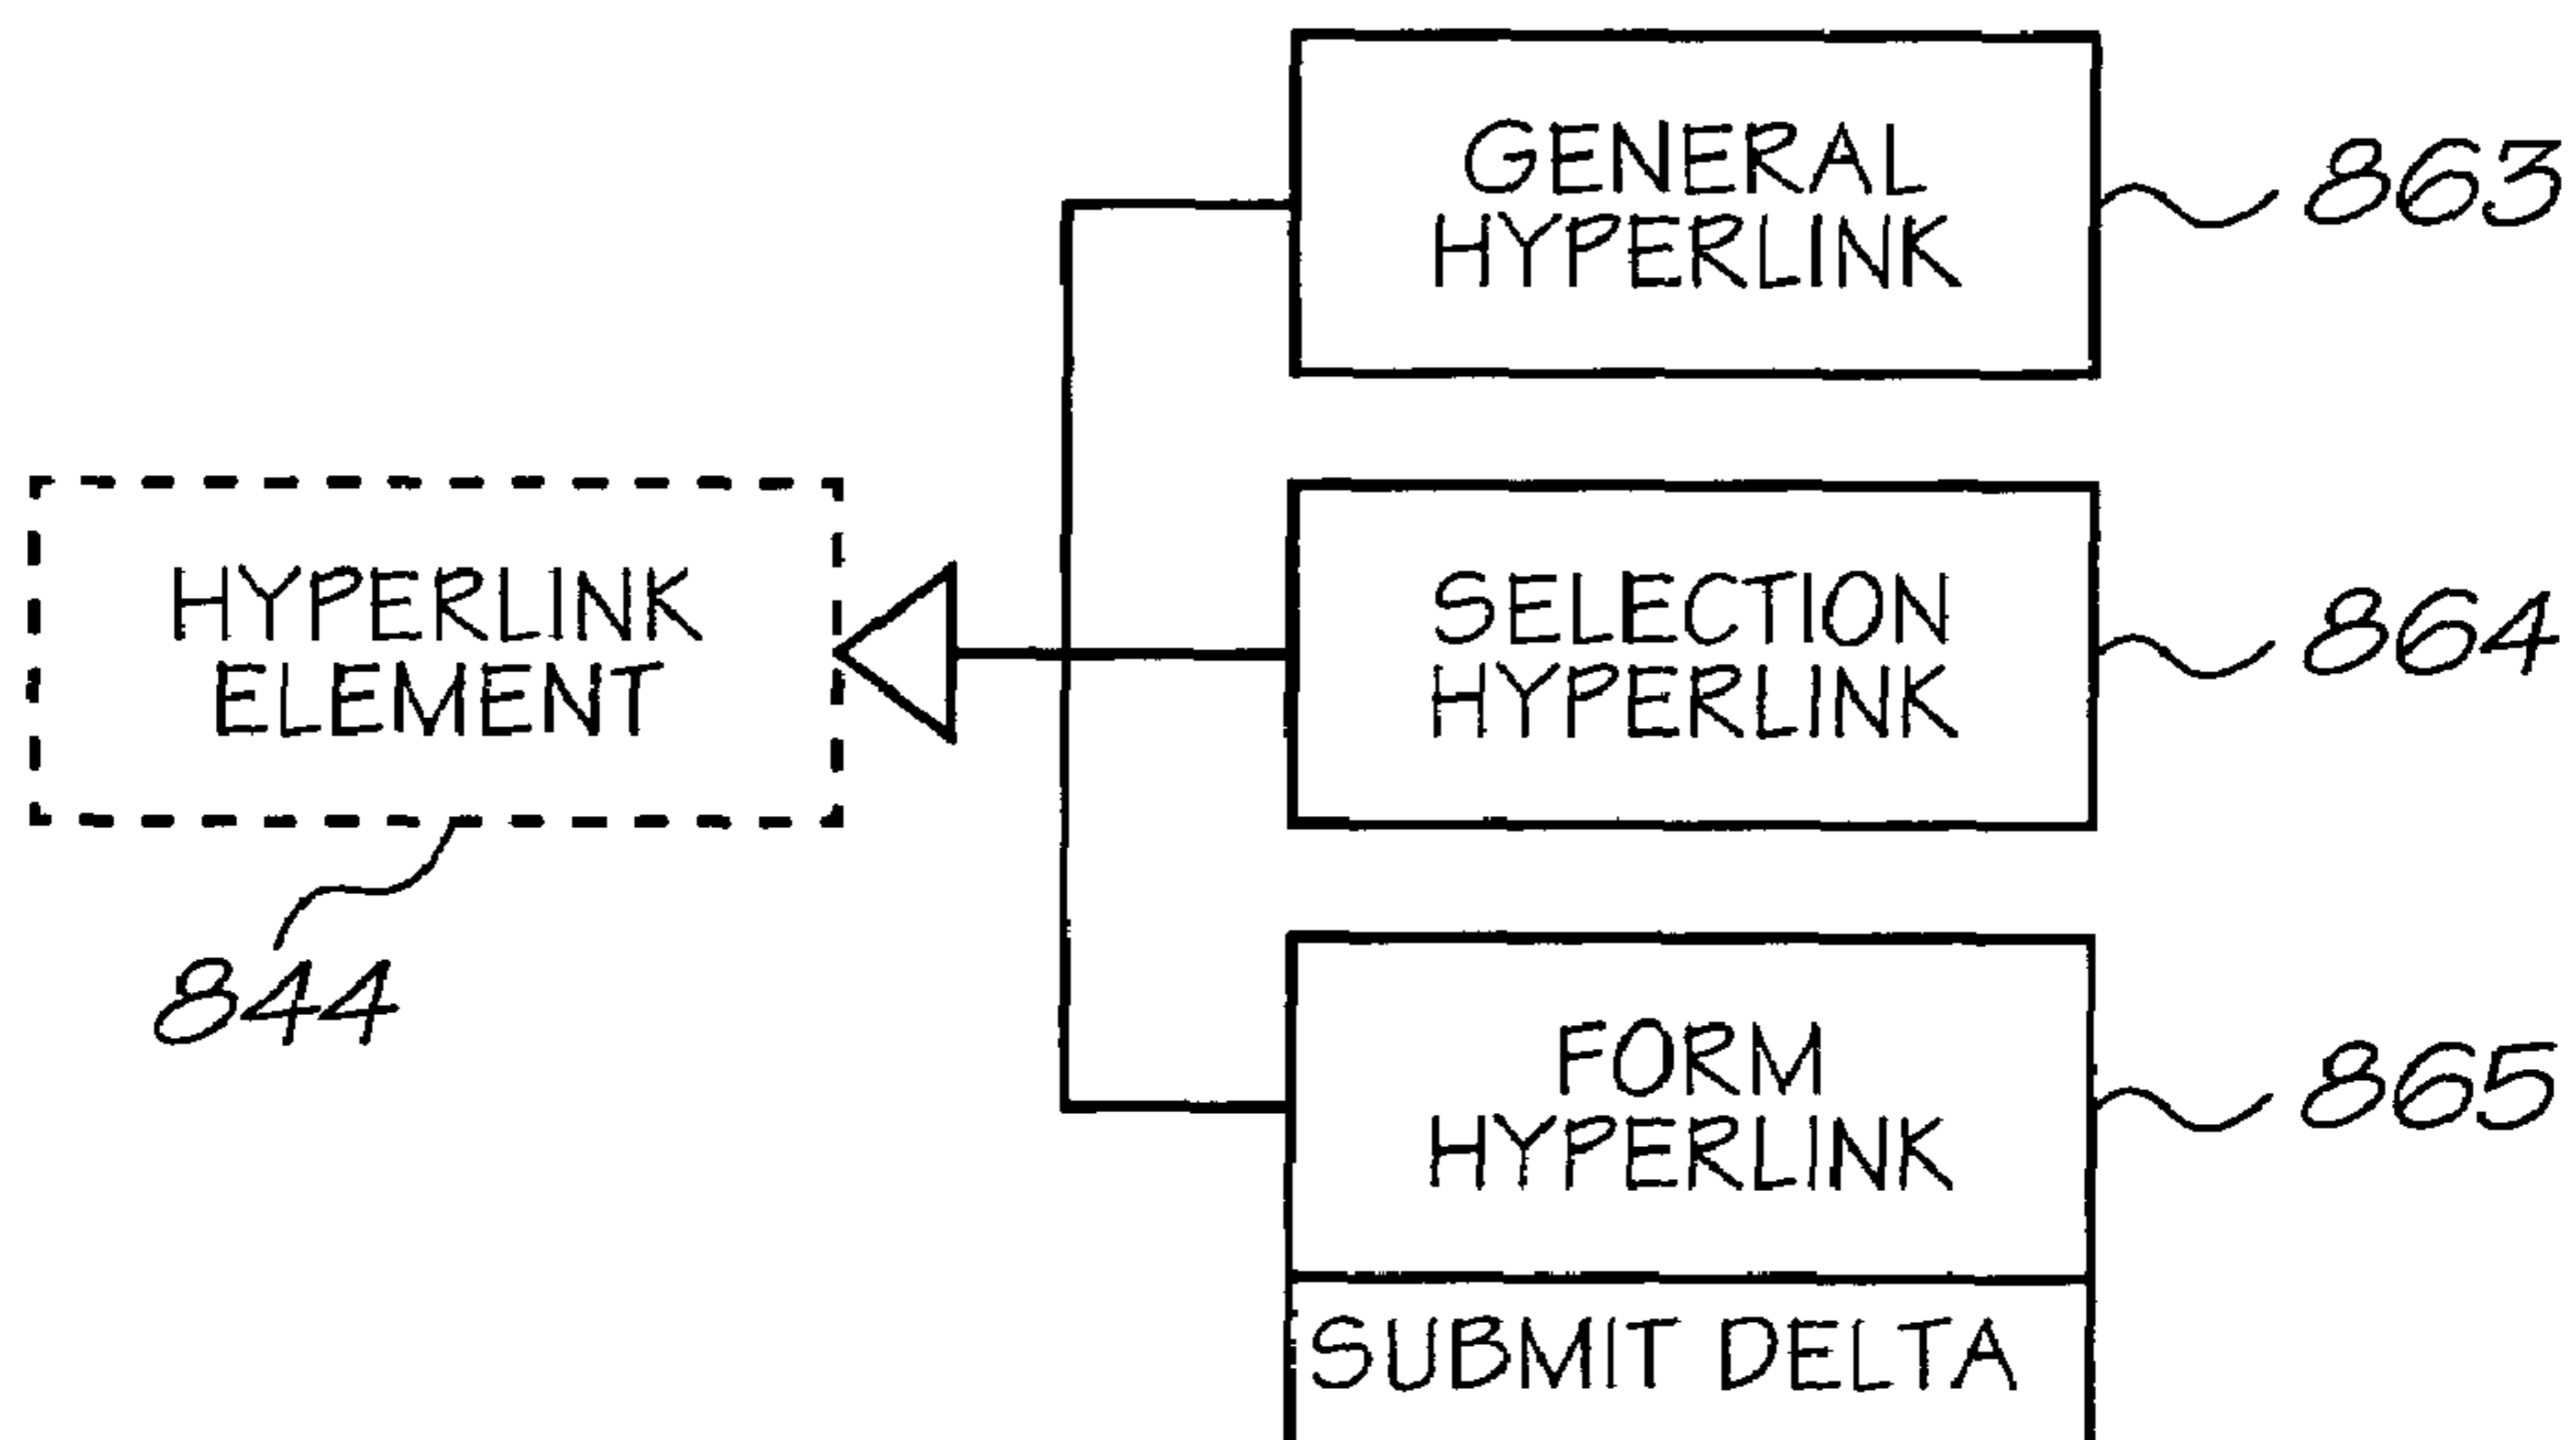 GENERAL
HYPERLINK
863
HYPERLINK
ELEMENT
844
SELECTION
HYPERLINK
864
FORM
HYPERLINK
865
SUBMIT DELTA